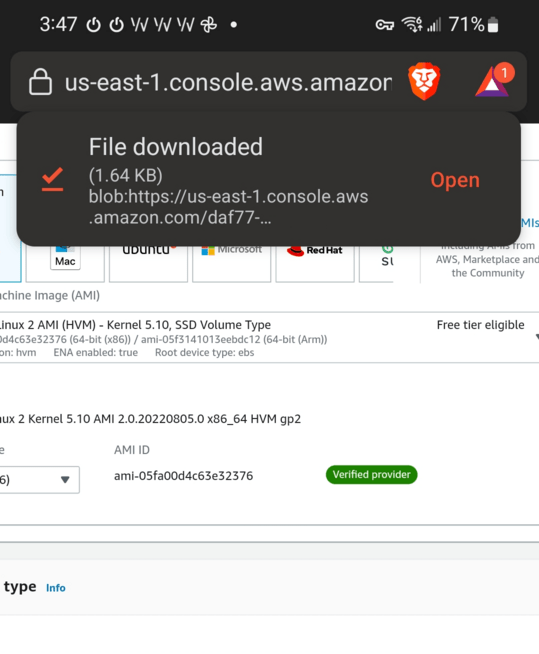 3:47
71%
us-east-1.console.aws.amazor
1
File downloaded
(1.64 KB)
blob:https://us-east-1.console.aws
.amazon.com/daf77-...
Open
MIs
Mac
ubuntu
Microsoft
Red Hat
SU
including AMIs from
AWS, Marketplace and
the Community
achine Image (AMI)
Linux 2 AMI (HVM) - Kernel 5.10, SSD Volume Type
Free tier eligible
0d4c63e32376 (64-bit (x86)) / ami-05f3141013eebdc12 (64-bit (Arm))
on: hvm ENA enabled: true Root device type: ebs
nux 2 Kernel 5.10 AMI 2.0.20220805.0 x86_64 HVM gp2
e
AMI ID
6)
ami-05fa00d4c63e32376
Verified provider
type Info